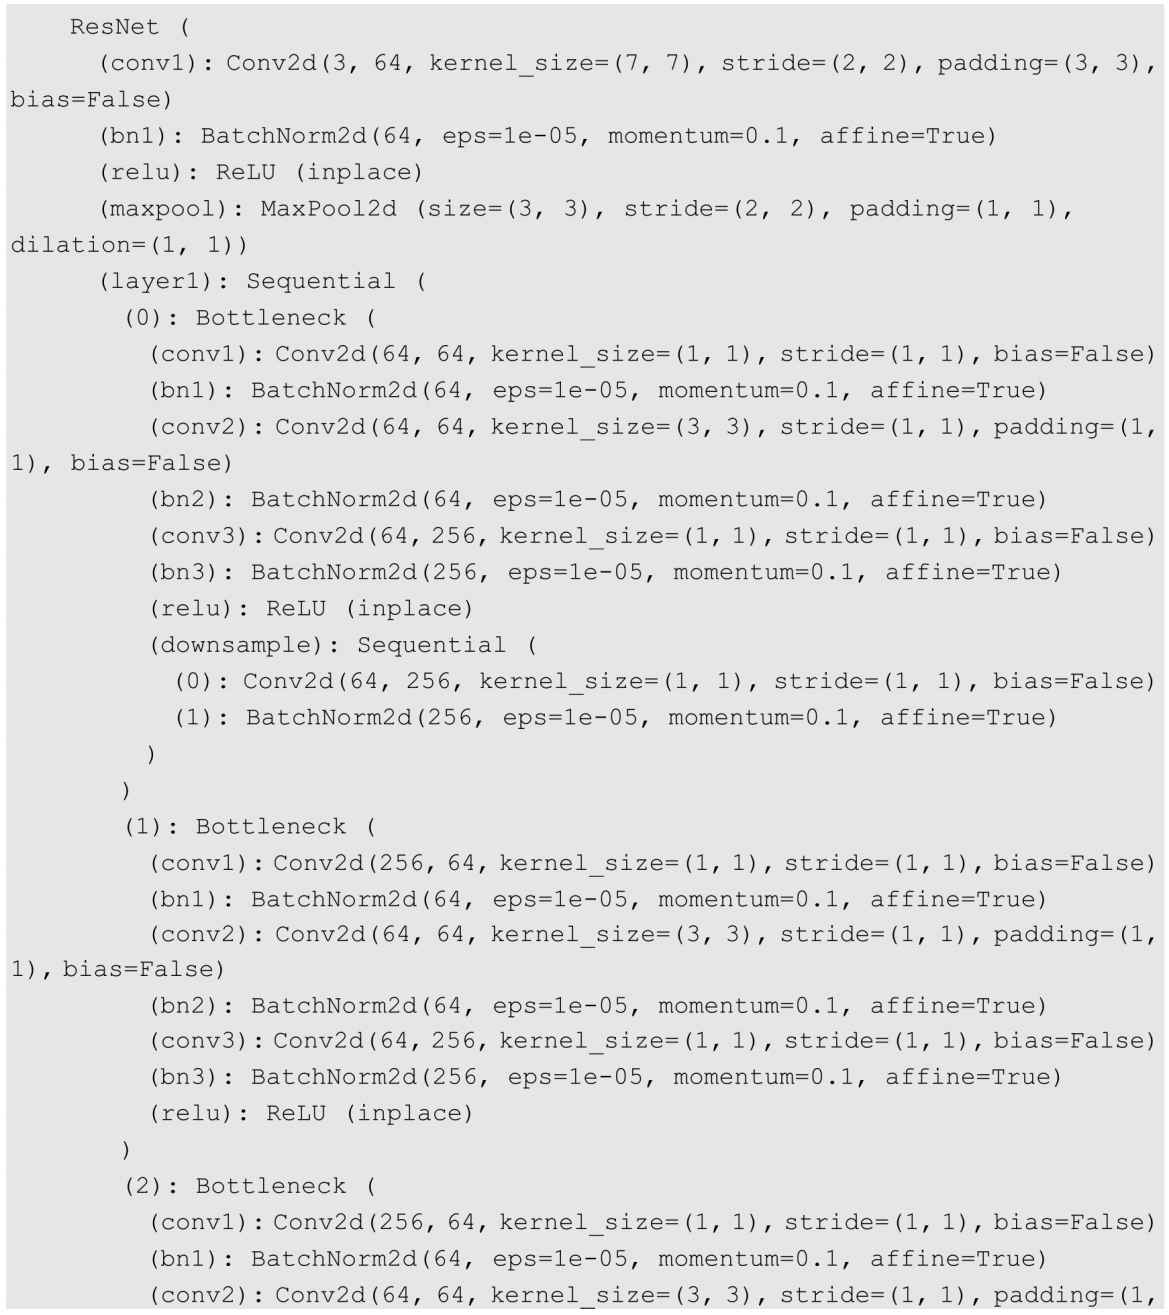 ResNet (
(conv1): Conv2d(3, 64, kernel_size=(7, 7), stride=(2, 2), padding=(3, 3),
bias=False)
(bn1): BatchNorm2d(64, eps=1e-05, momentum=0.1, affine=True)
(relu): ReLU (inplace)
(maxpool): MaxPool2d (size=(3, 3), stride=(2, 2), padding=(1, 1),
dilation=(1, 1))
(layer1): Sequential (
(0): Bottleneck (
(conv1): Conv2d(64, 64, kernel_size=(1, 1), stride=(1, 1), bias=False)
(bn1): BatchNorm2d(64, eps=1e-05, momentum=0.1, affine=True)
(conv2): Conv2d(64, 64, kernel_size=(3, 3), stride=(1, 1), padding=(1,
1), bias=False)
(bn2): BatchNorm2d(64, eps=1e-05, momentum=0.1, affine=True)
(conv3): Conv2d(64, 256, kernel_size=(1, 1), stride=(1, 1), bias=False)
(bn3): BatchNorm2d(256, eps=1e-05, momentum=0.1, affine=True)
(relu): ReLU (inplace)
(downsample): Sequential (
(0): Conv2d(64, 256, kernel_size=(1, 1), stride=(1, 1), bias=False)
(1): BatchNorm2d(256, eps=1e-05, momentum=0.1, affine=True)
)
)
(1): Bottleneck (
(conv1): Conv2d(256, 64, kernel_size=(1, 1), stride=(1, 1), bias=False)
(bn1): BatchNorm2d(64, eps=1e-05, momentum=0.1, affine=True)
(conv2): Conv2d(64, 64, kernel_size=(3, 3), stride=(1, 1), padding=(1,
1), bias=False)
(bn2): BatchNorm2d(64, eps=1e-05, momentum=0.1, affine=True)
(conv3): Conv2d(64, 256, kernel_size=(1, 1), stride=(1, 1), bias=False)
(bn3): BatchNorm2d(256, eps=1e-05, momentum=0.1, affine=True)
(relu): ReLU (inplace)
)
(2): Bottleneck (
(conv1): Conv2d(256, 64, kernel_size=(1, 1), stride=(1, 1), bias=False)
(bn1): BatchNorm2d(64, eps=1e-05, momentum=0.1, affine=True)
(conv2): Conv2d(64, 64, kernel_size=(3, 3), stride=(1, 1), padding=(1,